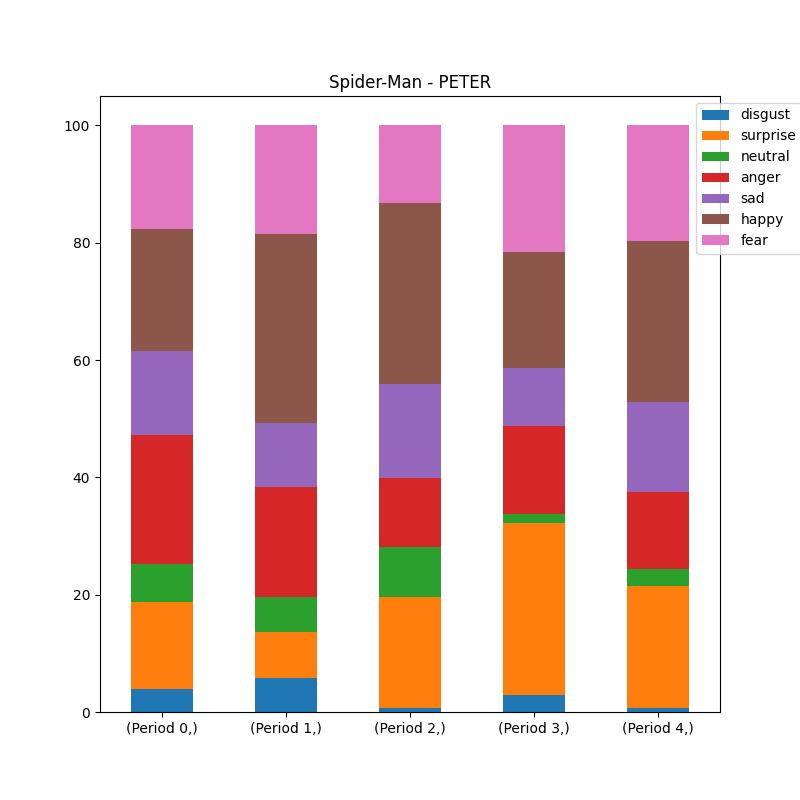 Spider-Man - PETER
100
80
60
40
20
0
disgust
surprise
neutral
anger
sad
happy
fear
(Period 0,) (Period 1,) (Period 2,) (Period 3,) (Period 4,)